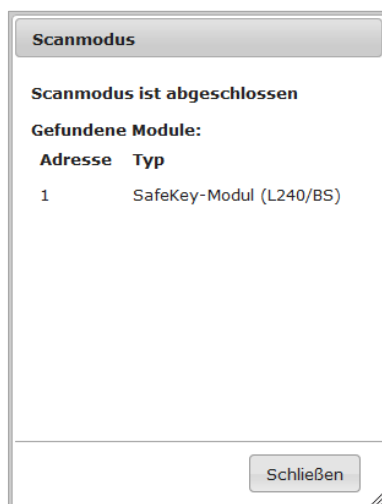 Scanmodus
Scanmodus ist abgeschlossen
Gefundene Module:
Adresse Typ
1 SafeKey-Modul (L240/BS)
Schließen